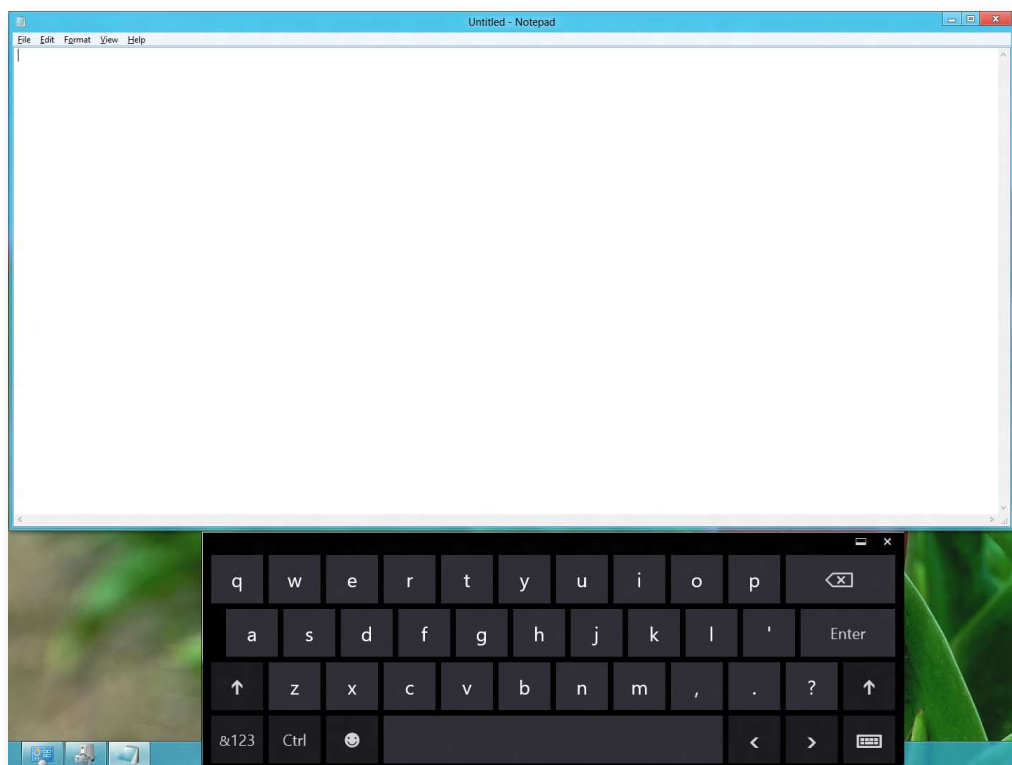 Untitled - Notepad
File Edit Format View Help
q w e r t y u i o p
a s d f g h j k l ' Enter
z x c v b n m , . ?
&123 Ctrl < >